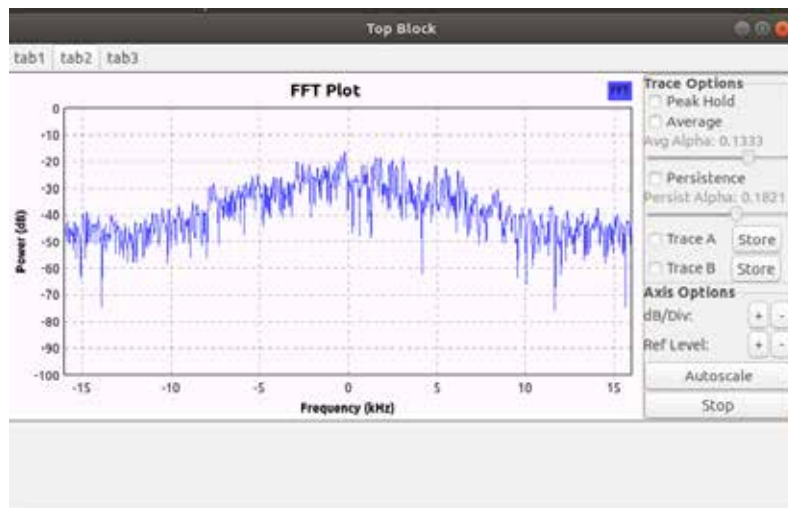 Top Block
tab1 tab2 tab3
FFT Plot
FFT
Power (dB)
0
-10
-20
-30
-40
-50
-60
-70
-80
-90
-100
-15 -10 -5 0 5 10 15
Frequency (kHz)
Trace Options
Peak Hold
Average
Avg Alpha: 0.1333
Persistence
Persist Alpha: 0.1821
Trace A Store
Trace B Store
Axis Options
dB/Div: + -
Ref Level: + -
Autoscale
Stop